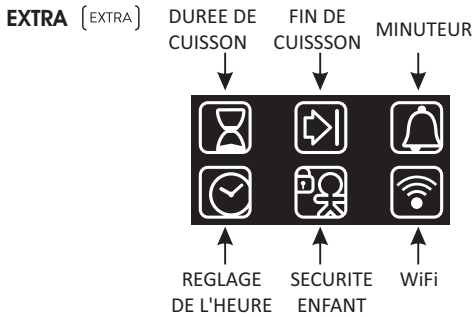 EXTRA [EXTRA]
DUREE DE
CUISSON
FIN DE
CUISSSON
MINUTEUR
REGLAGE
DE L'HEURE
SECURITE
ENFANT
WiFi